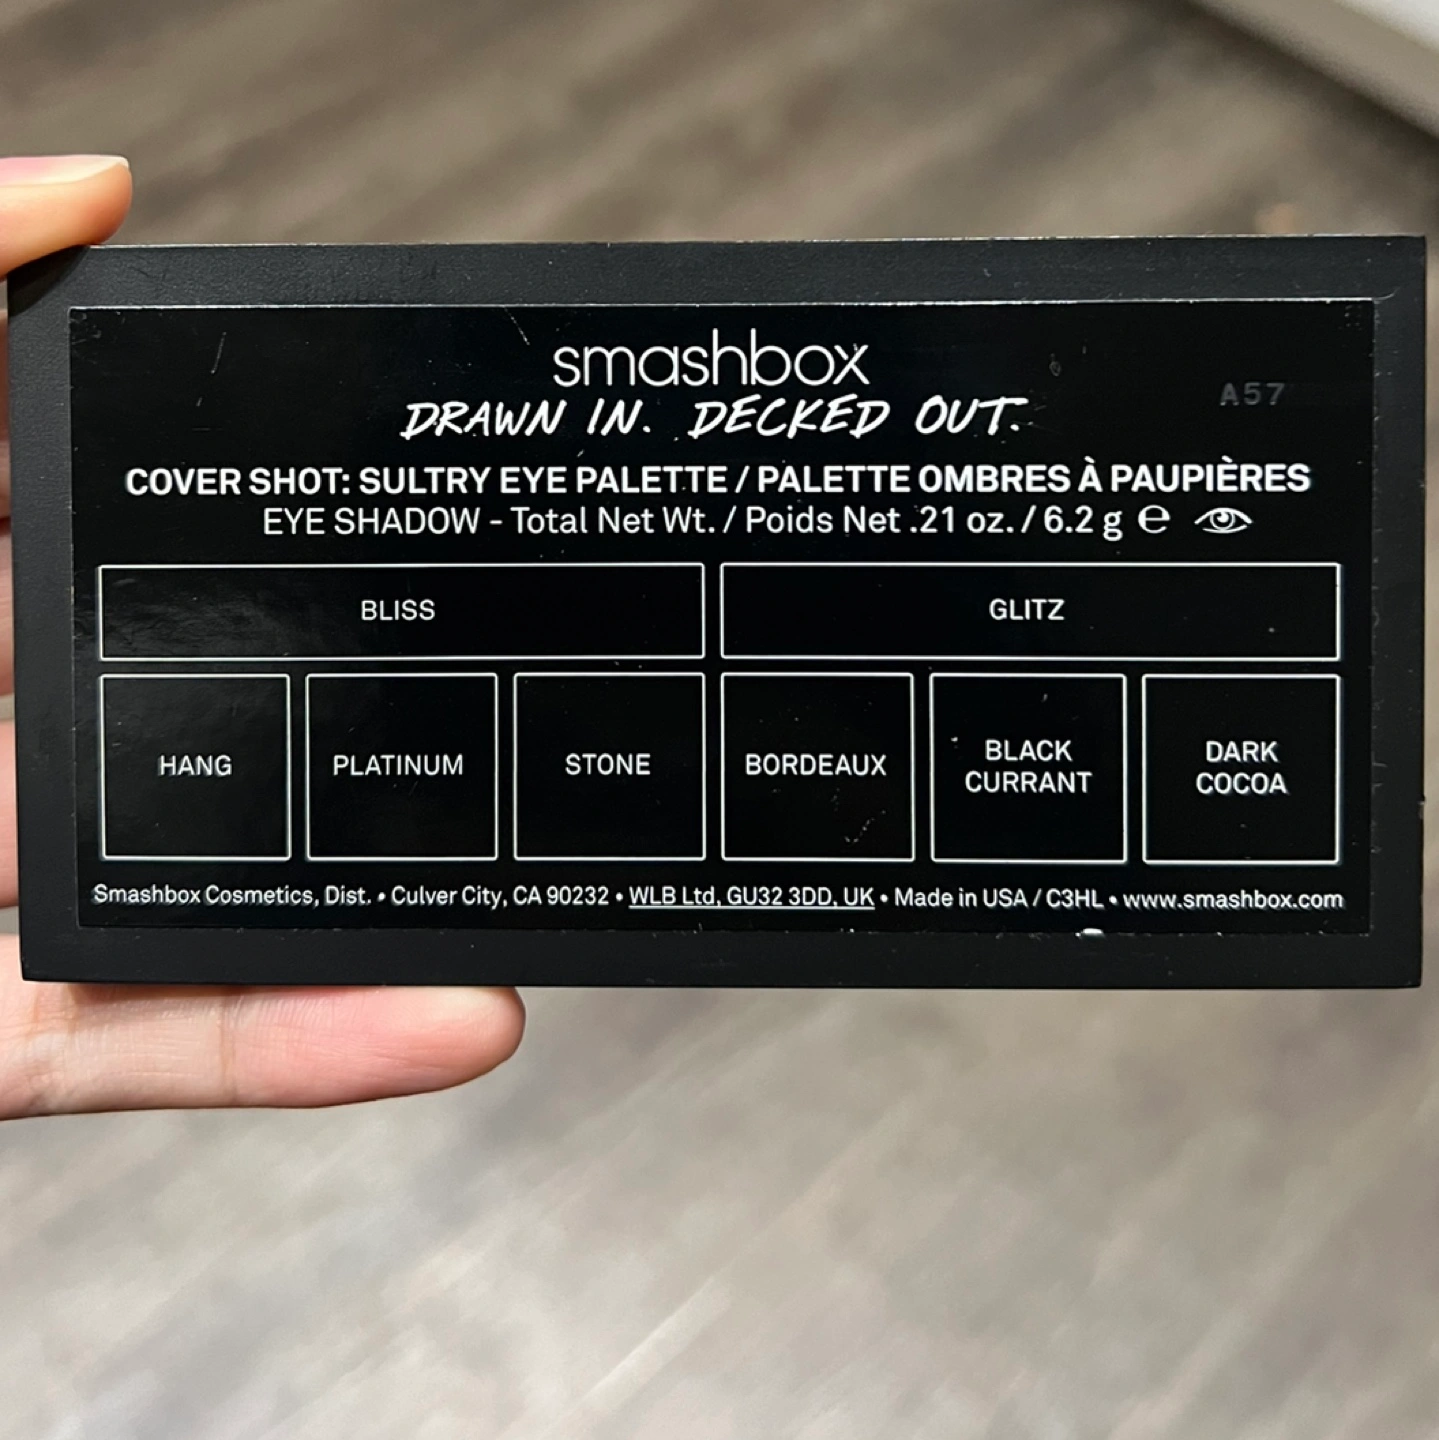 smashbox
DRAWN IN. DECKED OUT.
A57
COVER SHOT: SULTRY EYE PALETTE / PALETTE OMBRES À PAUPIÈRES
EYE SHADOW - Total Net Wt. / Poids Net .21 oz. / 6.2 g ℮
BLISS
GLITZ
HANG
PLATINUM
STONE
BORDEAUX
BLACK
CURRANT
DARK
COCOA
Smashbox Cosmetics, Dist. • Culver City, CA 90232 • WLB Ltd, GU32 3DD, UK • Made in USA / C3HL • www.smashbox.com